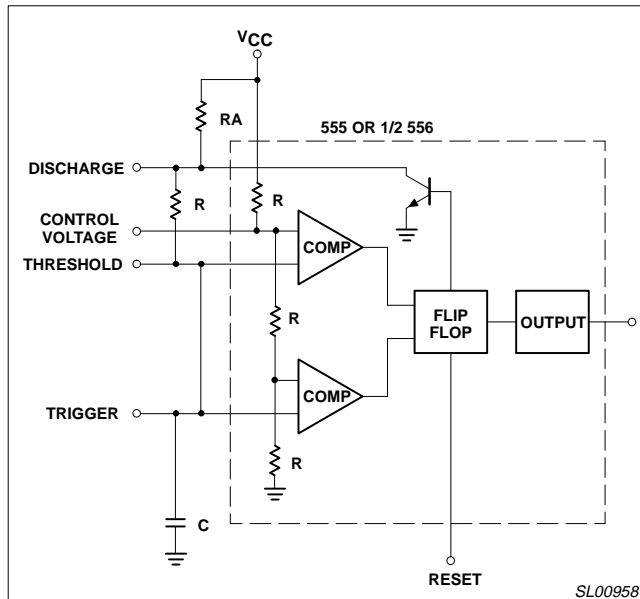 VCC
RA
555 OR 1/2 556
DISCHARGE
R
R
CONTROL
VOLTAGE
COMP
THRESHOLD
R
FLIP
FLOP
OUTPUT
COMP
TRIGGER
R
C
RESET
SL00958